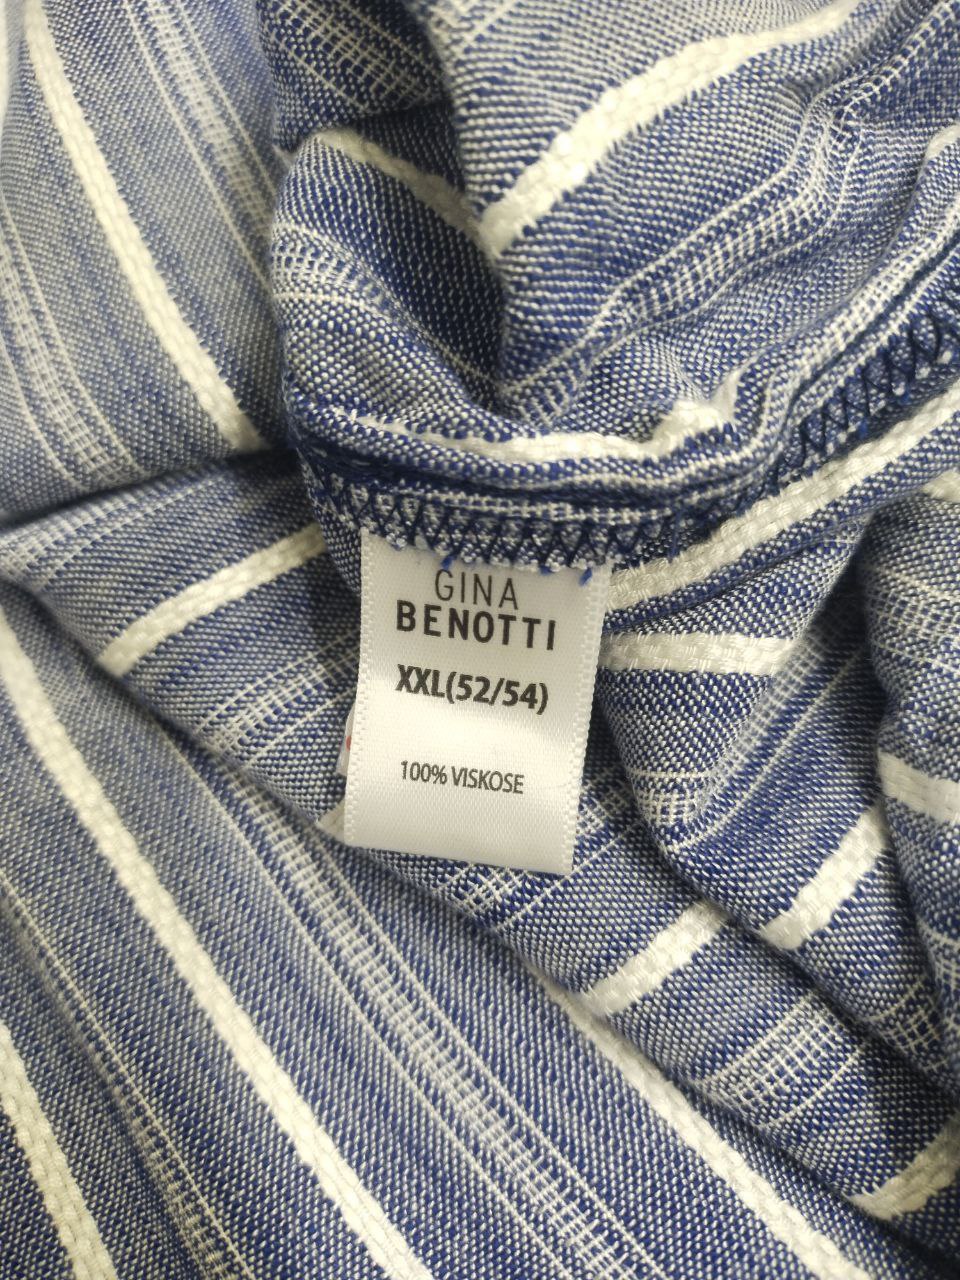 GINA
BENOTTI
XXL(52/54)
100% VISKOSE